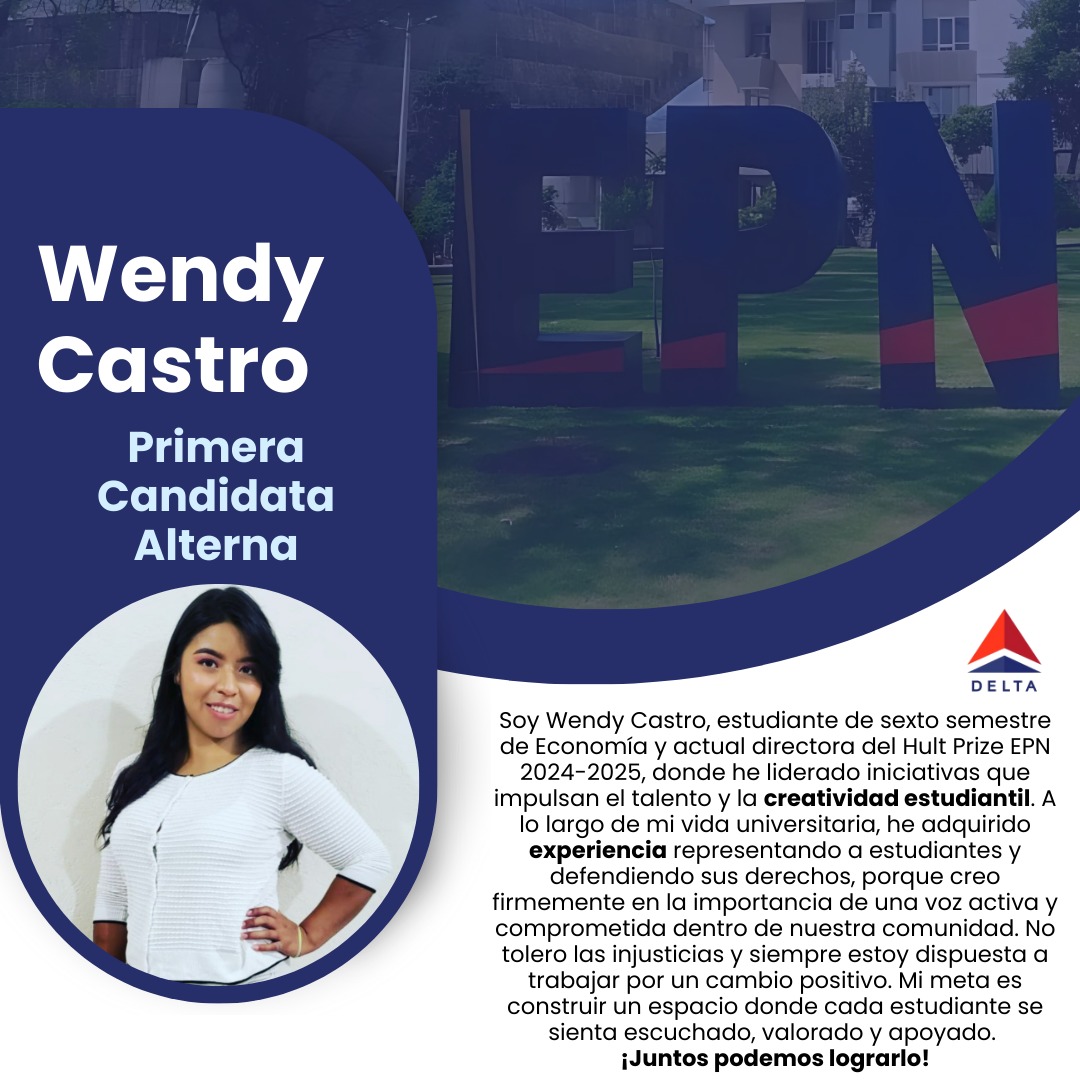 EPN
Wendy
Castro
Primera
Candidata
Alterna
DELTA
Soy Wendy Castro, estudiante de sexto semestre
de Economía y actual directora del Hult Prize EPN
2024-2025, donde he liderado iniciativas que
impulsan el talento y la creatividad estudiantil. A
lo largo de mi vida universitaria, he adquirido
experiencia representando a estudiantes y
defendiendo sus derechos, porque creo
firmemente en la importancia de una voz activa y
comprometida dentro de nuestra comunidad. No
tolero las injusticias y siempre estoy dispuesta a
trabajar por un cambio positivo. Mi meta es
construir un espacio donde cada estudiante se
sienta escuchado, valorado y apoyado.
¡Juntos podemos lograrlo!